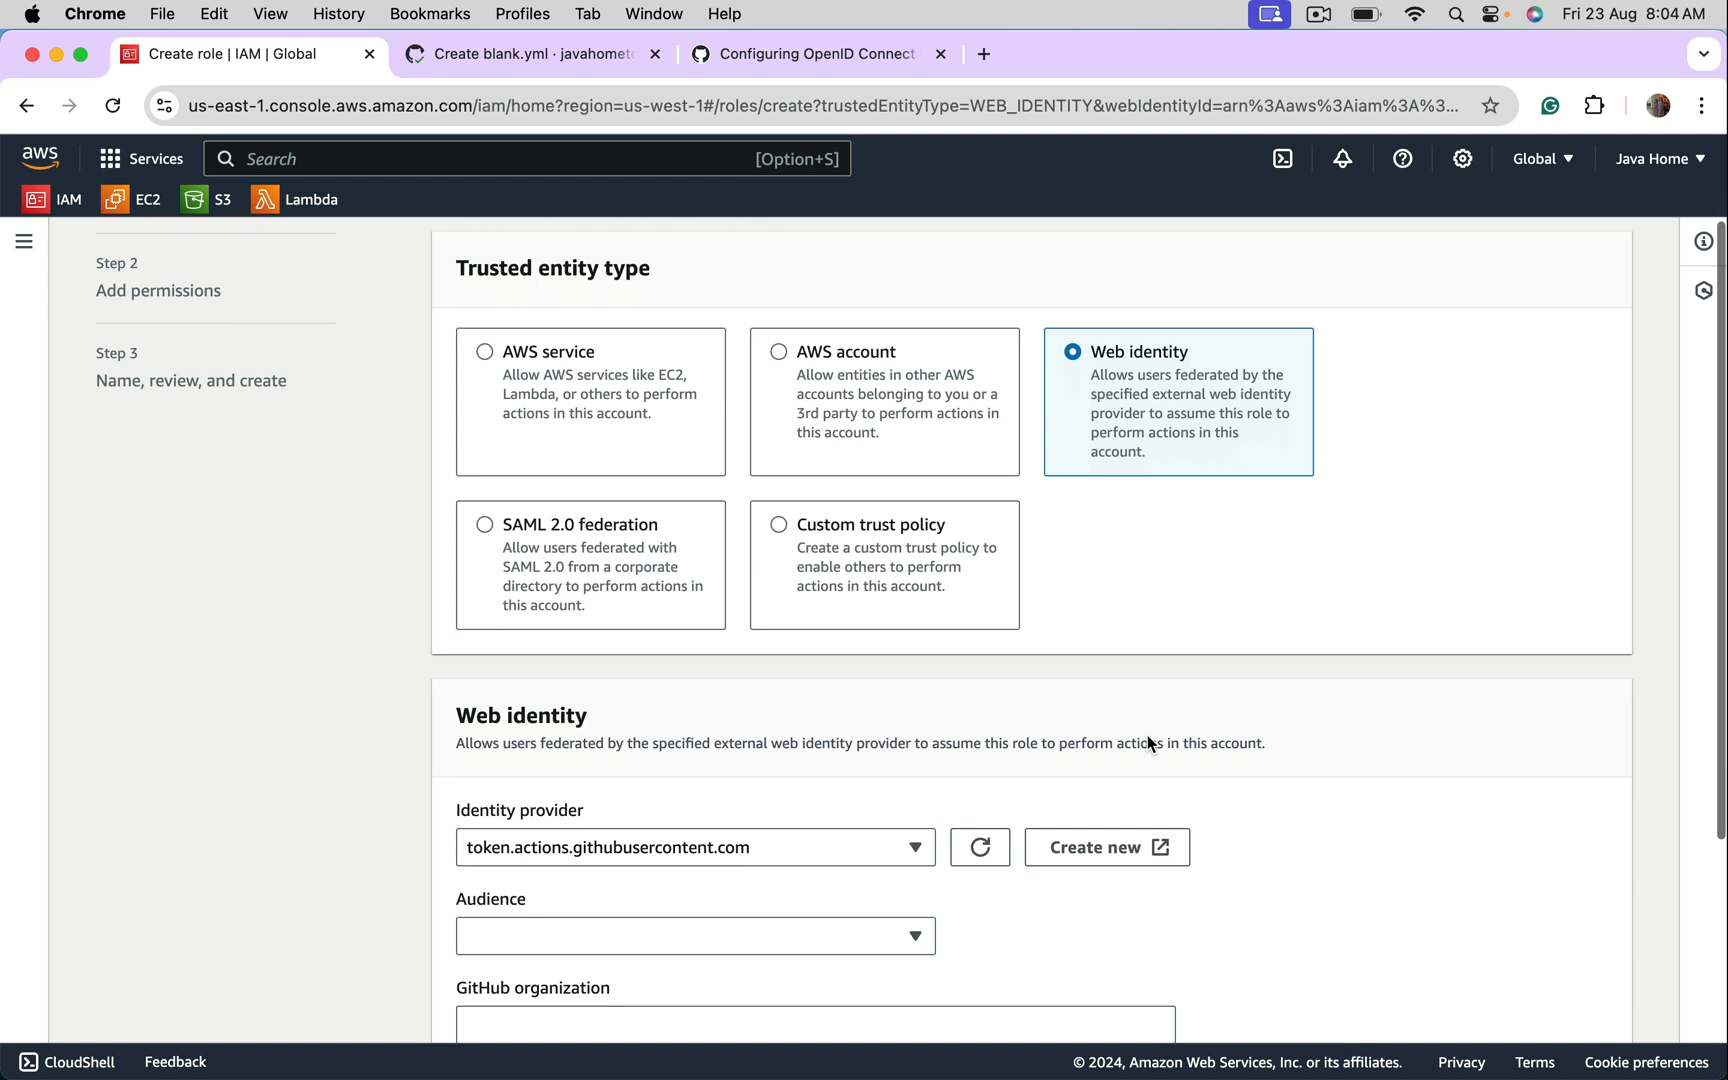 Chrome File Edit View History Bookmarks Profiles Tab Window Help Fri 23 Aug 8:04 AM
Create role | IAM | Global Create blank.yml · javahomete Configuring OpenID Connect
us-east-1.console.aws.amazon.com/iam/home?region=us-west-1#/roles/create?trustedEntityType=WEB_IDENTITY&webIdentityId=arn%3Aaws%3Aiam%3A%3...
aws Services Search [Option+S] Global Java Home
IAM EC2 S3 Lambda
Step 2
Add permissions
Step 3
Name, review, and create
Trusted entity type
AWS service
Allow AWS services like EC2,
Lambda, or others to perform
actions in this account.
AWS account
Allow entities in other AWS
accounts belonging to you or a
3rd party to perform actions in
this account.
Web identity
Allows users federated by the
specified external web identity
provider to assume this role to
perform actions in this
account.
SAML 2.0 federation
Allow users federated with
SAML 2.0 from a corporate
directory to perform actions in
this account.
Custom trust policy
Create a custom trust policy to
enable others to perform
actions in this account.
Web identity
Allows users federated by the specified external web identity provider to assume this role to perform actions in this account.
Identity provider
token.actions.githubusercontent.com Create new
Audience
GitHub organization
CloudShell Feedback © 2024, Amazon Web Services, Inc. or its affiliates. Privacy Terms Cookie preferences